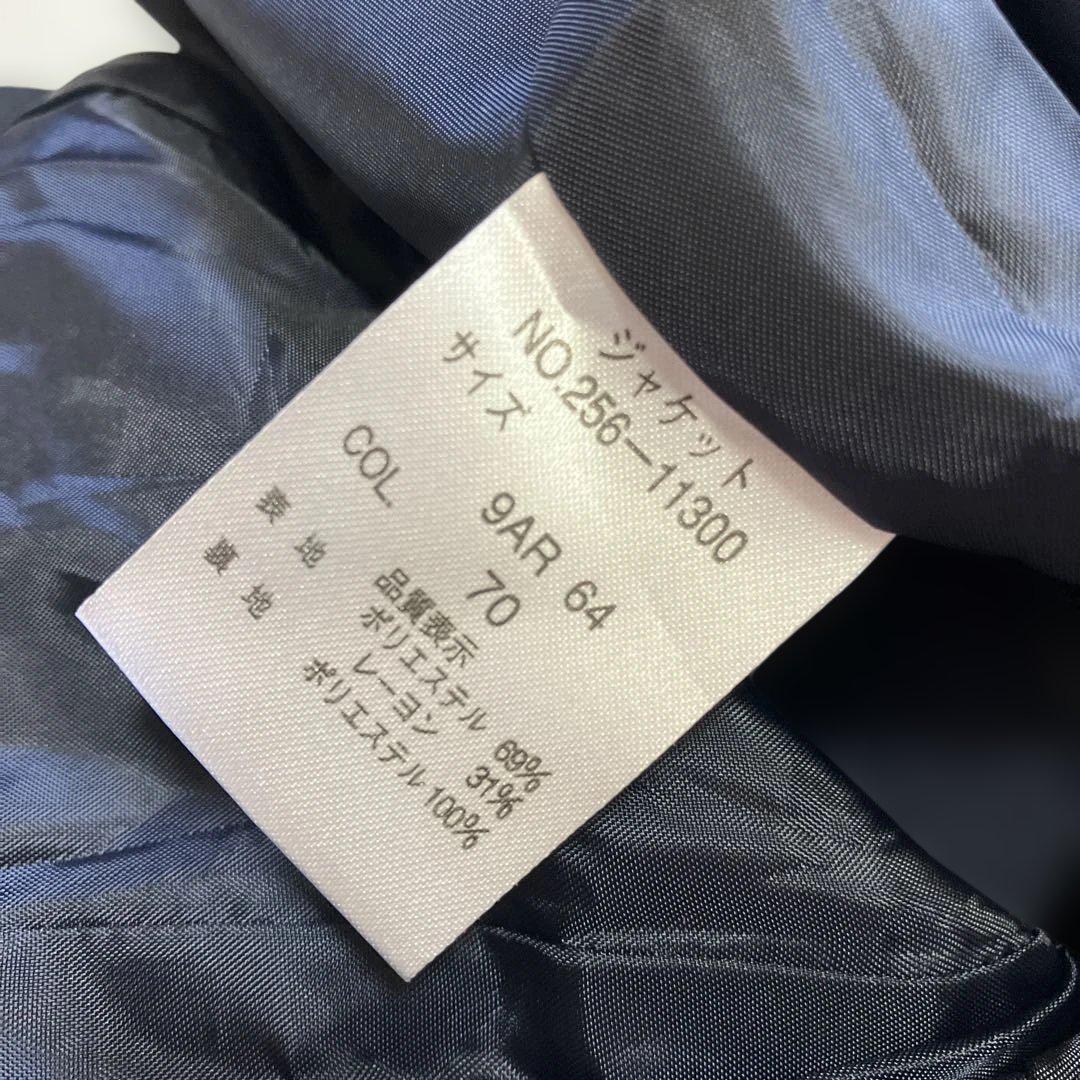 ジャケット
NO.256-11300
サイズ 9AR 64
COL. 70
品質表示
表地 ポリエステル 69%
レーヨン 31%
裏地 ポリエステル 100%